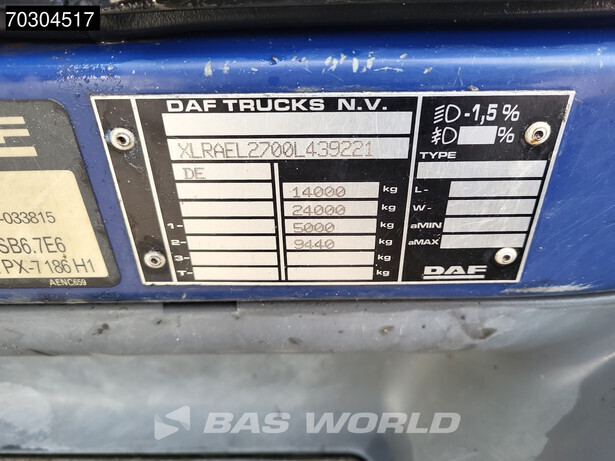 70304517
DAF TRUCKS N.V.
XLRAEL2700L439221
DE
14000 kg
24000 kg
1- 5000 kg
2- 9440 kg
3- kg
T- kg
-1,5%
%
TYPE
L-
W-
aMIN
aMAX
DAF
-033815
SB6.7E6
PX-7 186 H1
AENC659
BAS WORLD